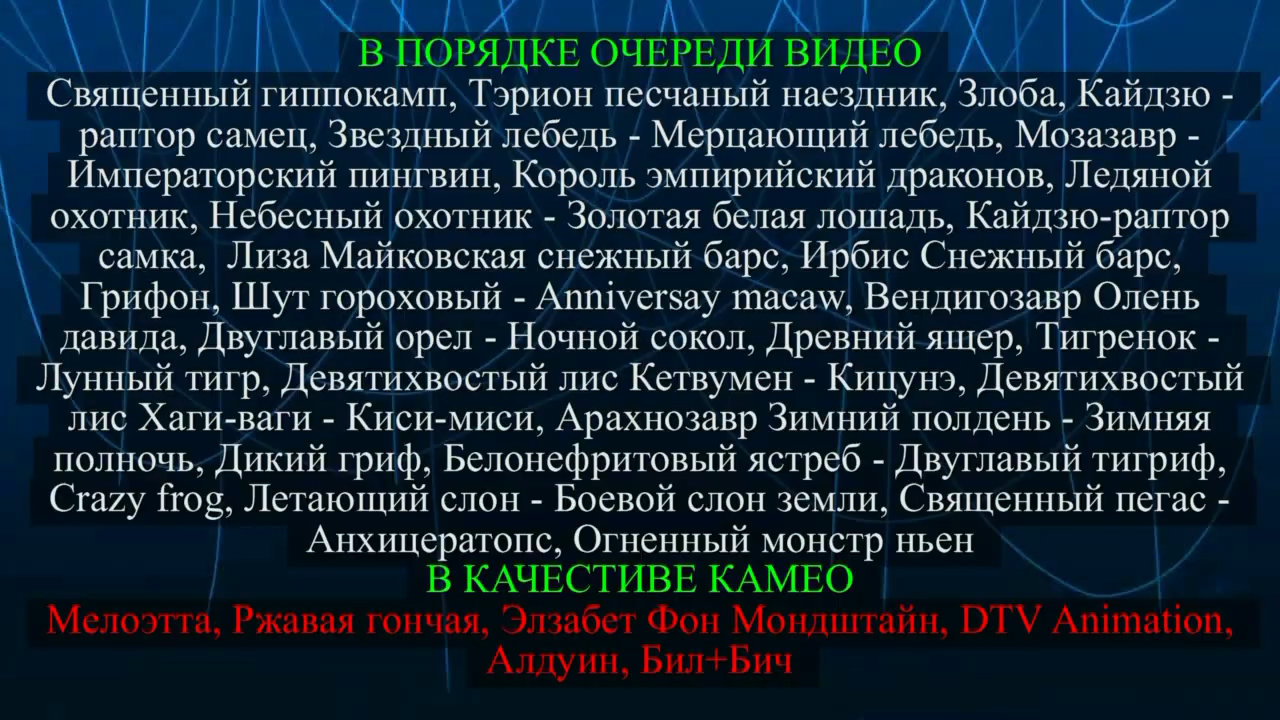 В ПОРЯДКЕ ОЧЕРЕДИ ВИДЕО
Священный гиппокамп, Тэрион песчаный наездник, Злоба, Кайдзю -
раптор самец, Звездный лебедь - Мерцающий лебедь, Мозазавр -
Императорский пингвин, Король эмпирийский драконов, Ледяной
охотник, Небесный охотник - Золотая белая лошадь, Кайдзю-раптор
самка, Лиза Майковская снежный барс, Ирбис Снежный барс,
Грифон, Шут гороховый - Anniversay macaw, Вендигозавр Олень
давида, Двуглавый орел - Ночной сокол, Древний ящер, Тигренок -
Лунный тигр, Девятихвостый лис Кетвумен - Кицунэ, Девятихвостый
лис Хаги-ваги - Киси-миси, Арахнозавр Зимний полдень - Зимняя
полночь, Дикий гриф, Белонефритовый ястреб - Двуглавый тигриф,
Crazy frog, Летающий слон - Боевой слон земли, Священный пегас -
Анхицератопс, Огненный монстр ньен
В КАЧЕСТИВЕ КАМЕО
Мелоэтта, Ржавая гончая, Элзабет Фон Мондштайн, DTV Animation,
Алдуин, Бил+Бич